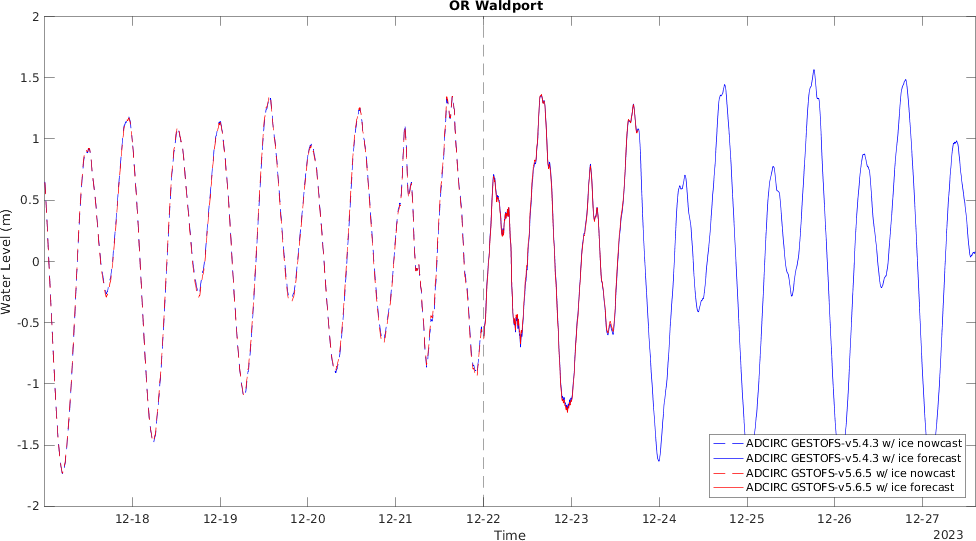 OR Waldport
2
1.5
1
0.5
0
-0.5
-1
-1.5
-2
Water Level (m)
12-18
12-19
12-20
12-21
12-22
12-23
12-24
12-25
12-26
12-27
Time
2023
ADCIRC GESTOFS-v5.4.3 w/ ice nowcast
ADCIRC GESTOFS-v5.4.3 w/ ice forecast
ADCIRC GSTOFS-v5.6.5 w/ ice nowcast
ADCIRC GSTOFS-v5.6.5 w/ ice forecast